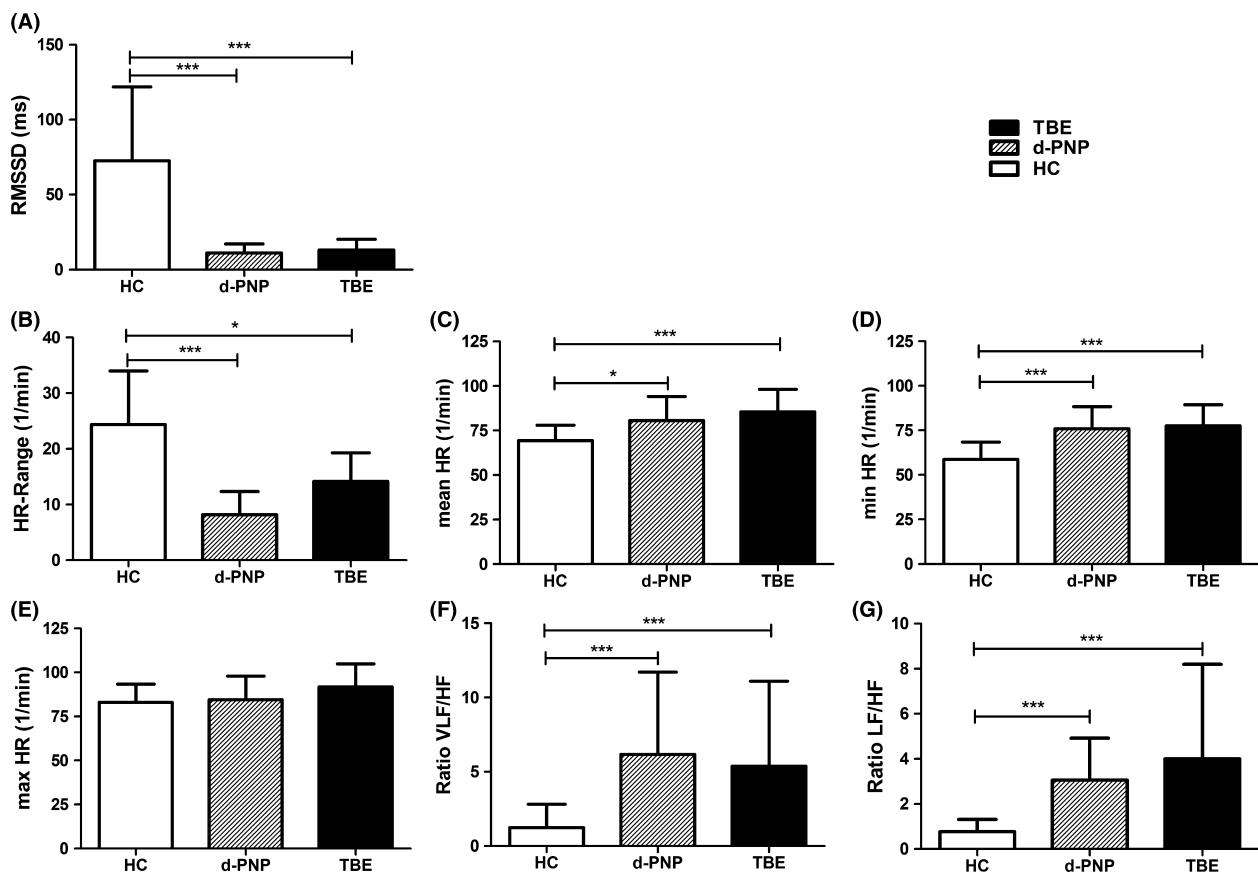 (A)
150
100
50
0
RMSSD (ms)
***
***
HC d-PNP TBE
TBE
d-PNP
HC
(B)
40
30
20
10
0
HR-Range (1/min)
*
***
HC d-PNP TBE
(C)
125
100
75
50
25
0
mean HR (1/min)
***
*
HC d-PNP TBE
(D)
125
100
75
50
25
0
min HR (1/min)
***
***
HC d-PNP TBE
(E)
125
100
75
50
25
0
max HR (1/min)
HC d-PNP TBE
(F)
15
10
5
0
Ratio VLF/HF
***
***
HC d-PNP TBE
(G)
10
8
6
4
2
0
Ratio LF/HF
***
***
HC d-PNP TBE